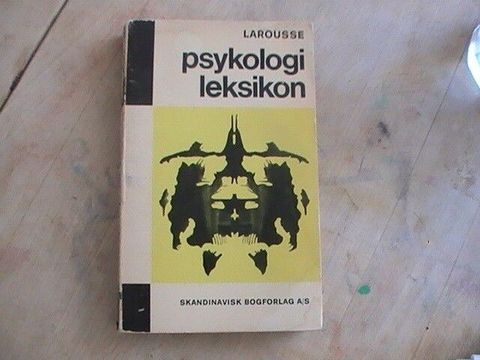 LAROUSSE
psykologi
leksikon
SKANDINAVISK BOGFORLAG A/S